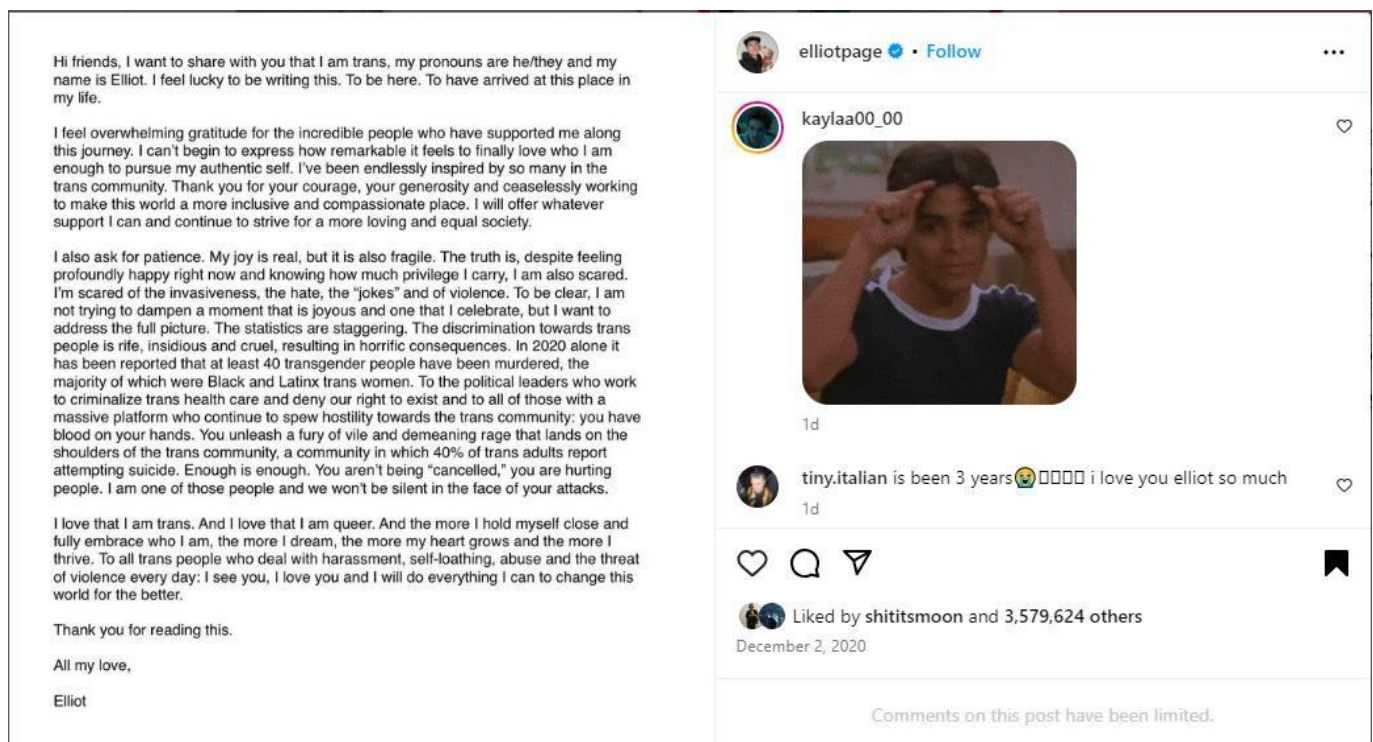 Hi friends, I want to share with you that I am trans, my pronouns are he/they and my
name is Elliot. I feel lucky to be writing this. To be here. To have arrived at this place in
my life.
I feel overwhelming gratitude for the incredible people who have supported me along
this journey. I can't begin to express how remarkable it feels to finally love who I am
enough to pursue my authentic self. I've been endlessly inspired by so many in the
trans community. Thank you for your courage, your generosity and ceaselessly working
to make this world a more inclusive and compassionate place. I will offer whatever
support I can and continue to strive for a more loving and equal society.
I also ask for patience. My joy is real, but it is also fragile. The truth is, despite feeling
profoundly happy right now and knowing how much privilege I carry, I am also scared.
I'm scared of the invasiveness, the hate, the "jokes" and of violence. To be clear, I am
not trying to dampen a moment that is joyous and one that I celebrate, but I want to
address the full picture. The statistics are staggering. The discrimination towards trans
people is rife, insidious and cruel, resulting in horrific consequences. In 2020 alone it
has been reported that at least 40 transgender people have been murdered, the
majority of which were Black and Latinx trans women. To the political leaders who work
to criminalize trans health care and deny our right to exist and to all of those with a
massive platform who continue to spew hostility towards the trans community: you have
blood on your hands. You unleash a fury of vile and demeaning rage that lands on the
shoulders of the trans community, a community in which 40% of trans adults report
attempting suicide. Enough is enough. You aren't being "cancelled," you are hurting
people. I am one of those people and we won't be silent in the face of your attacks.
I love that I am trans. And I love that I am queer. And the more I hold myself close and
fully embrace who I am, the more I dream, the more my heart grows and the more I
thrive. To all trans people who deal with harassment, self-loathing, abuse and the threat
of violence every day: I see you, I love you and I will do everything I can to change this
world for the better.
Thank you for reading this.
All my love,
Elliot
elliotpage • Follow
kaylaa00_00
1d
tiny.italian is been 3 years😭▯▯▯▯ i love you elliot so much
1d
Liked by shititsmoon and 3,579,624 others
December 2, 2020
Comments on this post have been limited.